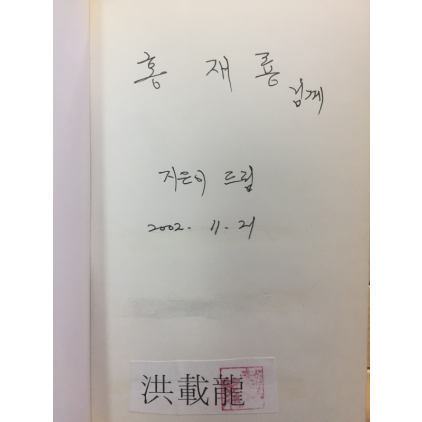 홍 재 룡 님께
지은이 드림
2002. 11. 21
洪載龍